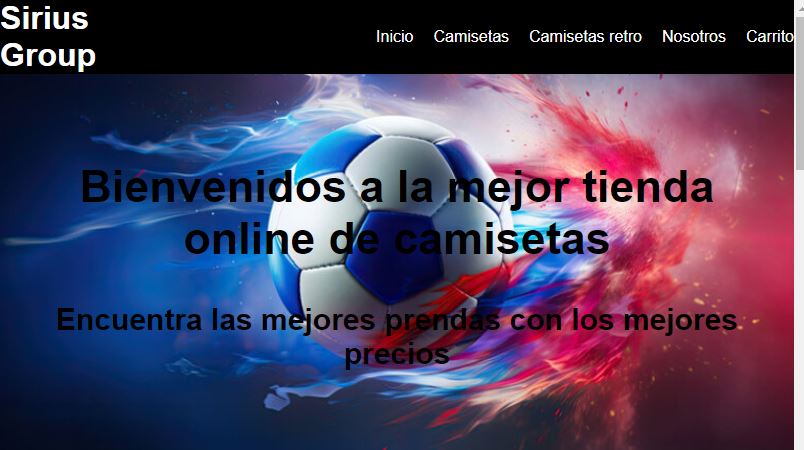 Sirius
Group
Inicio Camisetas Camisetas retro Nosotros Carrito
Bienvenidos a la mejor tienda
online de camisetas
Encuentra las mejores prendas con los mejores
precios